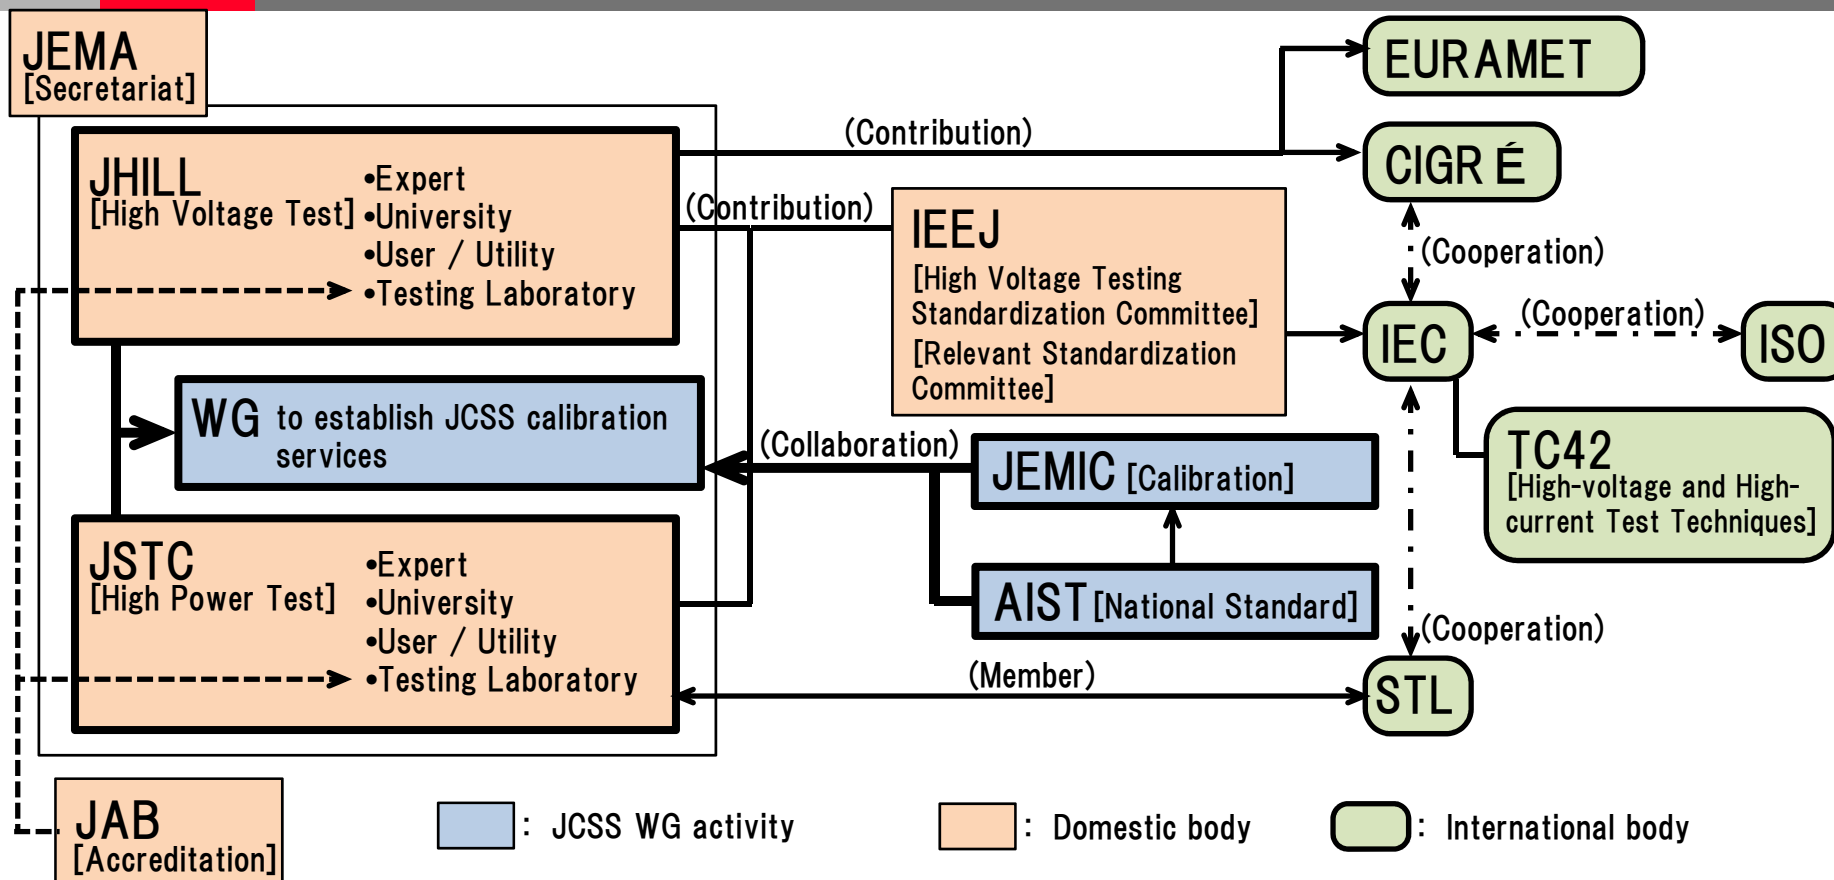 JEMA
[Secretariat]
EURAMET
(Contribution)
CIGRÉ
JHILL
[High Voltage Test]
•Expert
•University
•User / Utility
•Testing Laboratory
(Contribution)
IEEJ
[High Voltage Testing
Standardization Committee]
[Relevant Standardization
Committee]
(Cooperation)
IEC
(Cooperation)
ISO
WG to establish JCSS calibration
services
(Collaboration)
JEMIC [Calibration]
TC42
[High-voltage and High-
current Test Techniques]
JSTC
[High Power Test]
•Expert
•University
•User / Utility
•Testing Laboratory
AIST [National Standard]
(Cooperation)
(Member)
STL
JAB
[Accreditation]
: JCSS WG activity
: Domestic body
: International body